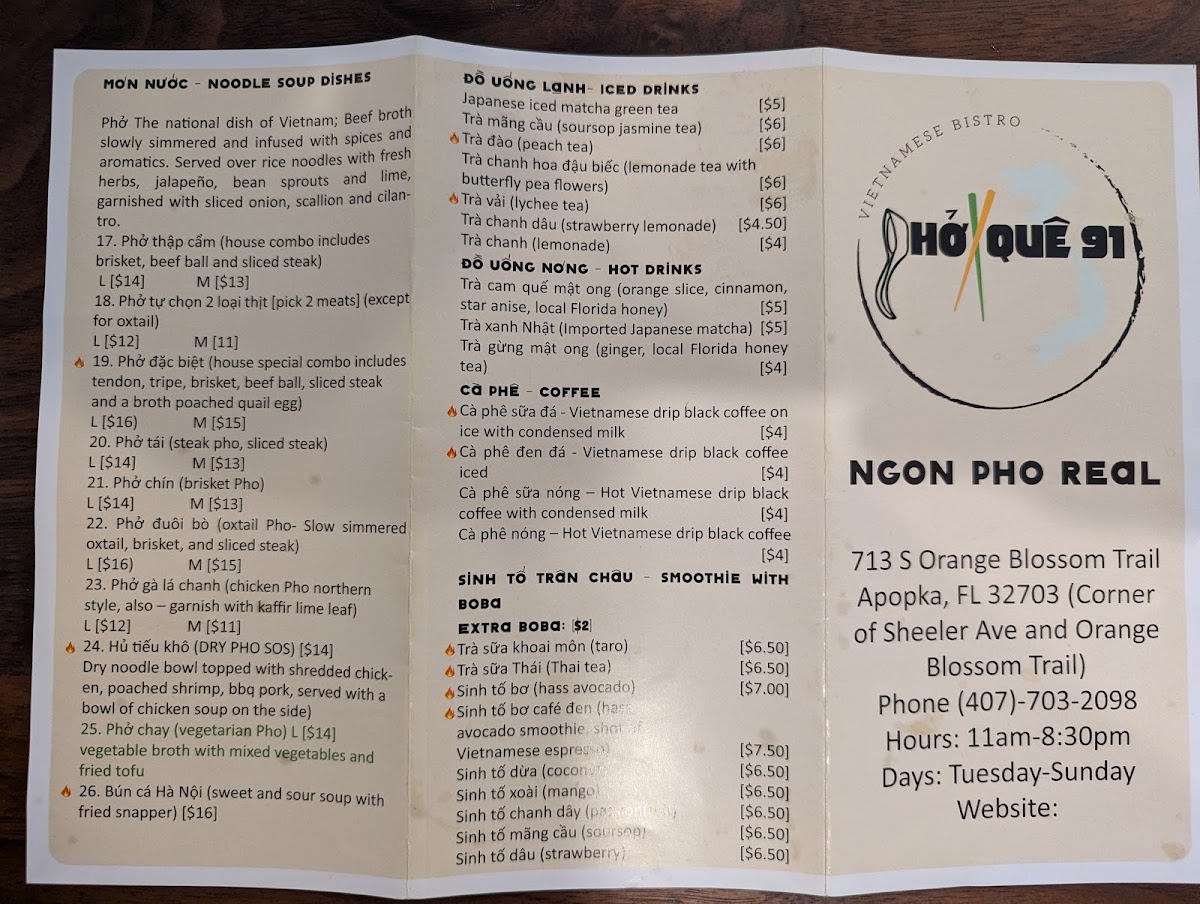 MÓN NƯỚC - NOODLE SOUP DISHES
Phở The national dish of Vietnam; Beef broth
slowly simmered and infused with spices and
aromatics. Served over rice noodles with fresh
herbs, jalapeño, bean sprouts and lime,
garnished with sliced onion, scallion and cilan-
tro.
17. Phở thập cẩm (house combo includes
brisket, beef ball and sliced steak)
L [$14] M [$13]
18. Phở tự chọn 2 loại thịt [pick 2 meats] (except
for oxtail)
L [$12] M [11]
19. Phở đặc biệt (house special combo includes
tendon, tripe, brisket, beef ball, sliced steak
and a broth poached quail egg)
L [$16) M [$15]
20. Phở tái (steak pho, sliced steak)
L [$14] M [$13]
21. Phở chín (brisket Pho)
L [$14] M [$13]
22. Phở đuôi bò (oxtail Pho- Slow simmered
oxtail, brisket, and sliced steak)
L [$16) M [$15]
23. Phở gà lá chanh (chicken Pho northern
style, also – garnish with kaffir lime leaf)
L [$12] M [$11]
24. Hủ tiếu khô (DRY PHO SOS) [$14]
Dry noodle bowl topped with shredded chick-
en, poached shrimp, bbq pork, served with a
bowl of chicken soup on the side)
25. Phở chay (vegetarian Pho) L [$14]
vegetable broth with mixed vegetables and
fried tofu
26. Bún cá Hà Nội (sweet and sour soup with
fried snapper) [$16]
ĐỒ UỐNG LẠNH- ICED DRINKS
Japanese iced matcha green tea [$5]
Trà mãng cầu (soursop jasmine tea) [$6]
Trà đào (peach tea) [$6]
Trà chanh hoa đậu biếc (lemonade tea with
butterfly pea flowers) [$6]
Trà vải (lychee tea) [$6]
Trà chanh dâu (strawberry lemonade) [$4.50]
Trà chanh (lemonade) [$4]
ĐỒ UỐNG NÓNG - HOT DRINKS
Trà cam quế mật ong (orange slice, cinnamon,
star anise, local Florida honey) [$5]
Trà xanh Nhật (Imported Japanese matcha) [$5]
Trà gừng mật ong (ginger, local Florida honey
tea) [$4]
CÀ PHÊ - COFFEE
Cà phê sữa đá - Vietnamese drip black coffee on
ice with condensed milk [$4]
Cà phê đen đá - Vietnamese drip black coffee
iced [$4]
Cà phê sữa nóng – Hot Vietnamese drip black
coffee with condensed milk [$4]
Cà phê nóng – Hot Vietnamese drip black coffee
[$4]
SINH TỐ TRÂN CHÂU - SMOOTHIE WITH
BOBA
EXTRA BOBA: [$2]
Trà sữa khoai môn (taro) [$6.50]
Trà sữa Thái (Thai tea) [$6.50]
Sinh tố bơ (hass avocado) [$7.00]
Sinh tố bơ café đen (hass
avocado smoothie, shot of
Vietnamese espresso) [$7.50]
Sinh tố dừa (coconut) [$6.50]
Sinh tố xoài (mango) [$6.50]
Sinh tố chanh dây [$6.50]
Sinh tố mãng cầu (soursop) [$6.50]
Sinh tố dâu (strawberry) [$6.50]
VIETNAMESE BISTRO
PHỞ QUÊ 91
NGON PHO REAL
713 S Orange Blossom Trail
Apopka, FL 32703 (Corner
of Sheeler Ave and Orange
Blossom Trail)
Phone (407)-703-2098
Hours: 11am-8:30pm
Days: Tuesday-Sunday
Website: